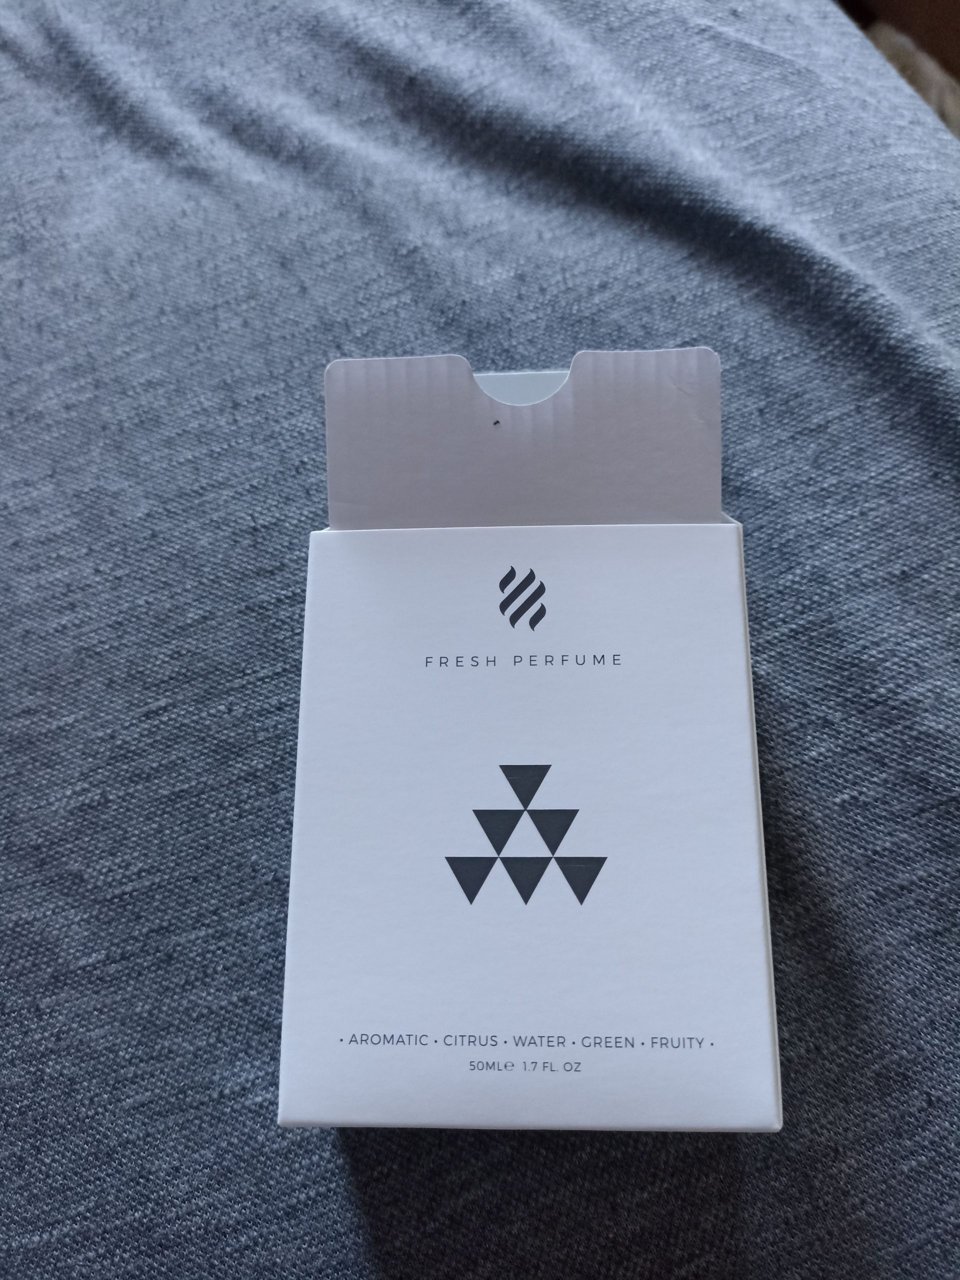 FRESH PERFUME
• AROMATIC • CITRUS • WATER • GREEN • FRUITY •
50ML℮ 1.7 FL. OZ